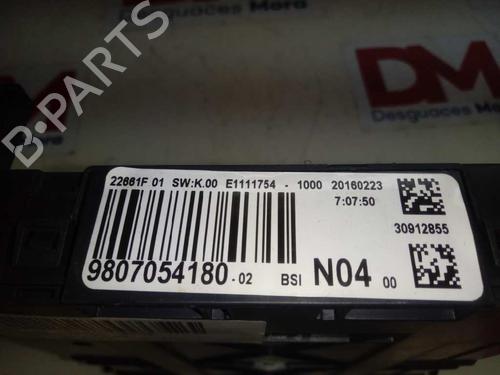 Desguaces Mora
DM
Desguaces Mora
B-PARTS
22661F 01 SW:K.00 E1111754 - 1000 20160223
7:07:50
30912855
9807054180-02 BSI N04 00